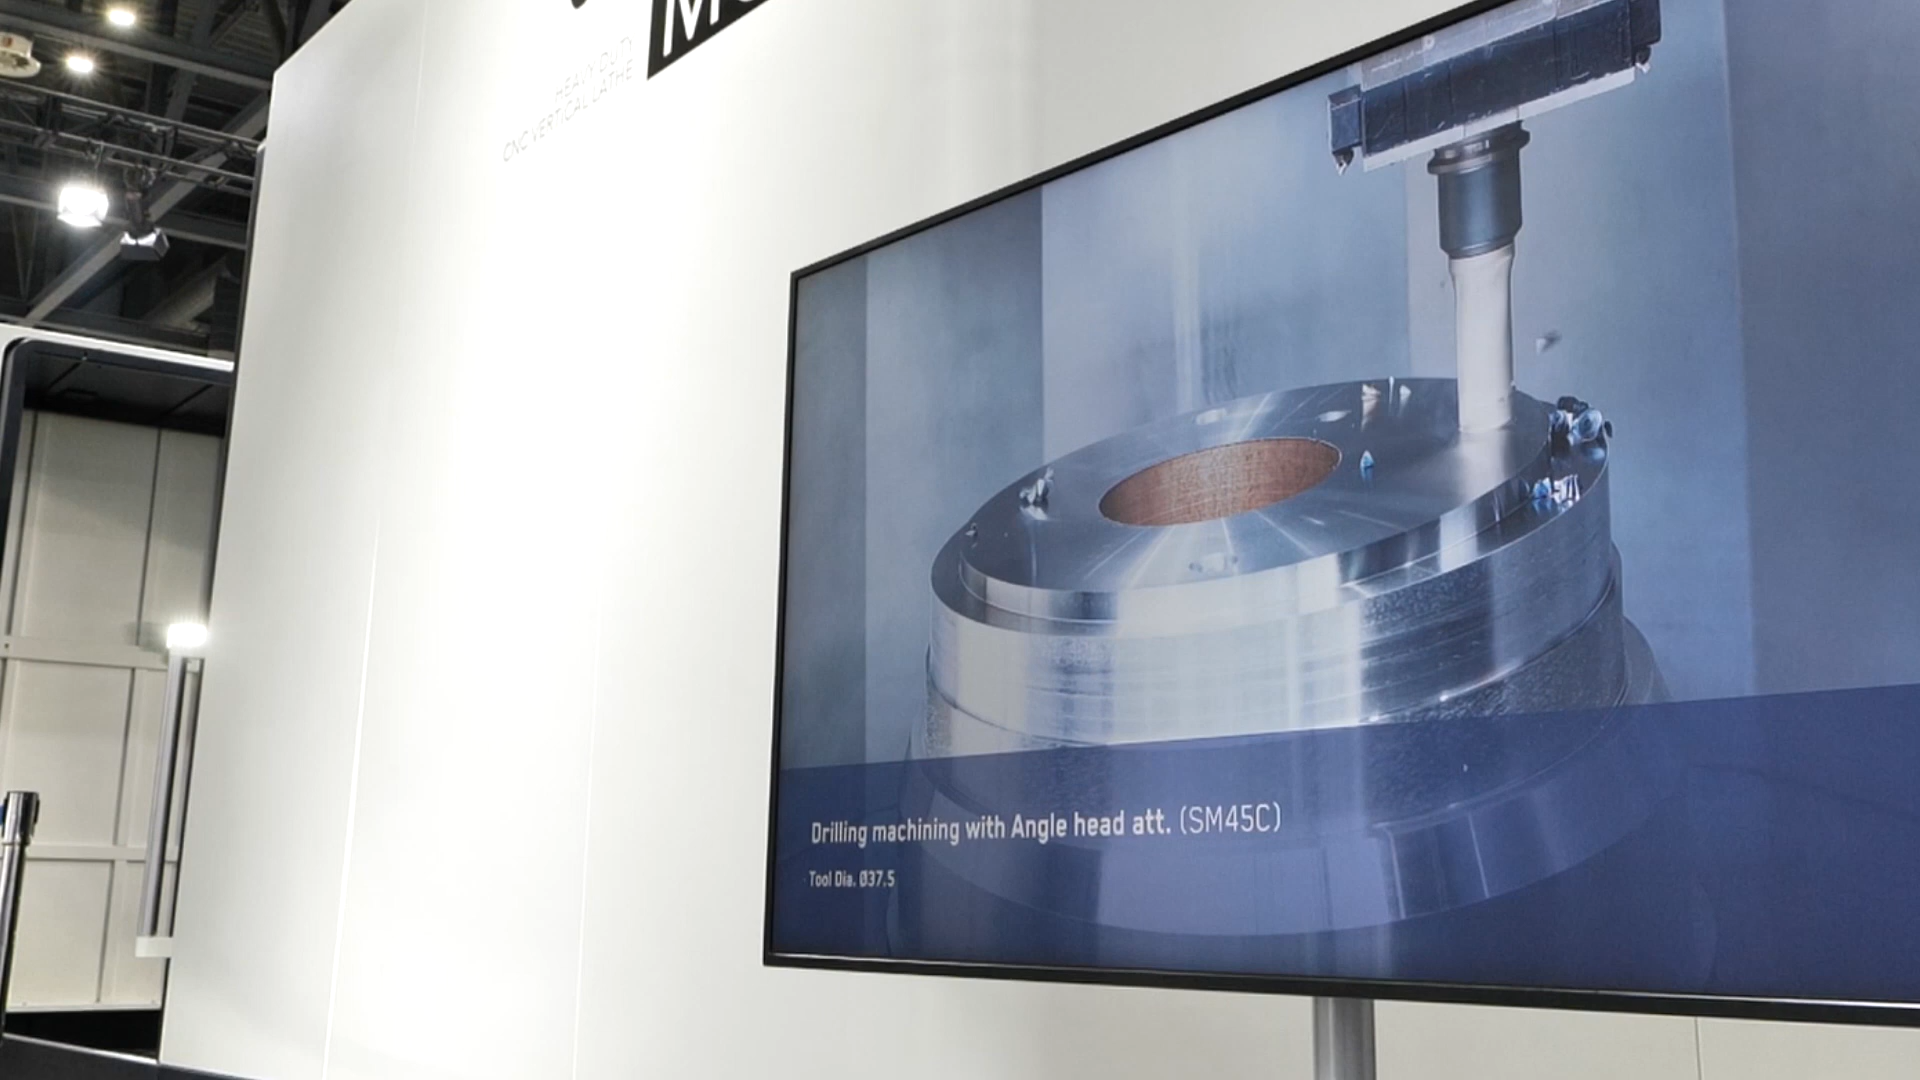 HEAVY DUTY
CNC VERTICAL LATHE
Drilling machining with Angle head att. (SM45C)
Tool Dia. Ø37.5